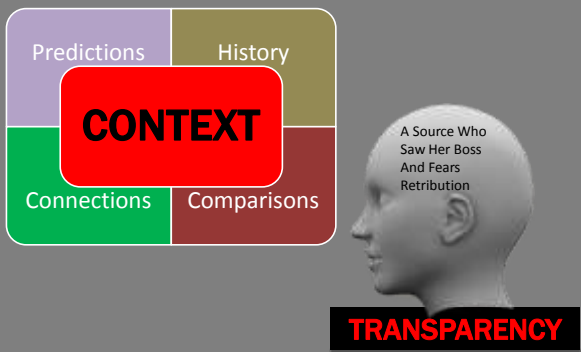 Predictions
History
CONTEXT
Connections
Comparisons
A Source Who
Saw Her Boss
And Fears
Retribution
TRANSPARENCY